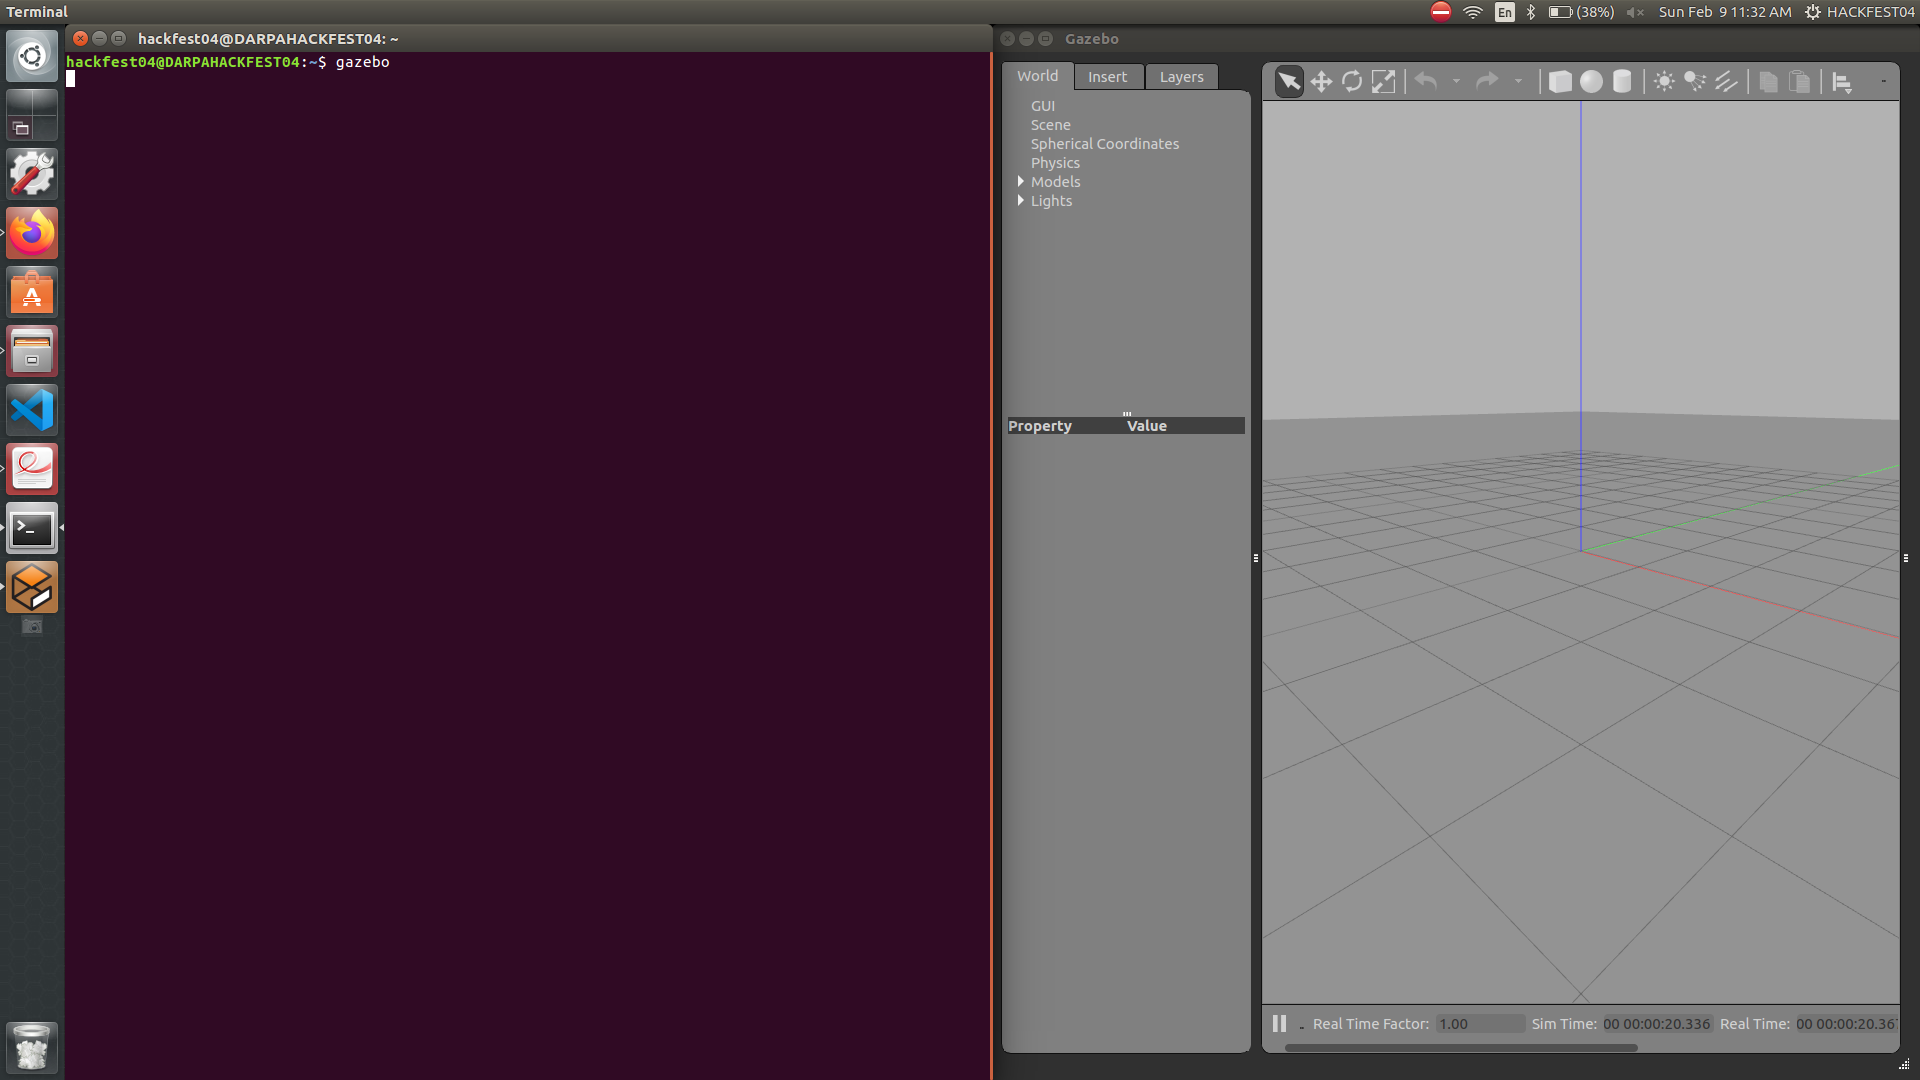 Terminal
En
(38%)
Sun Feb 9 11:32 AM
HACKFEST04
hackfest04@DARPAHACKFEST04: ~
hackfest04@DARPAHACKFEST04:~$ gazebo
Gazebo
World
Insert
Layers
GUI
Scene
Spherical Coordinates
Physics
Models
Lights
Property
Value
Real Time Factor:
1.00
Sim Time:
00 00:00:20.336
Real Time:
00 00:00:20.36